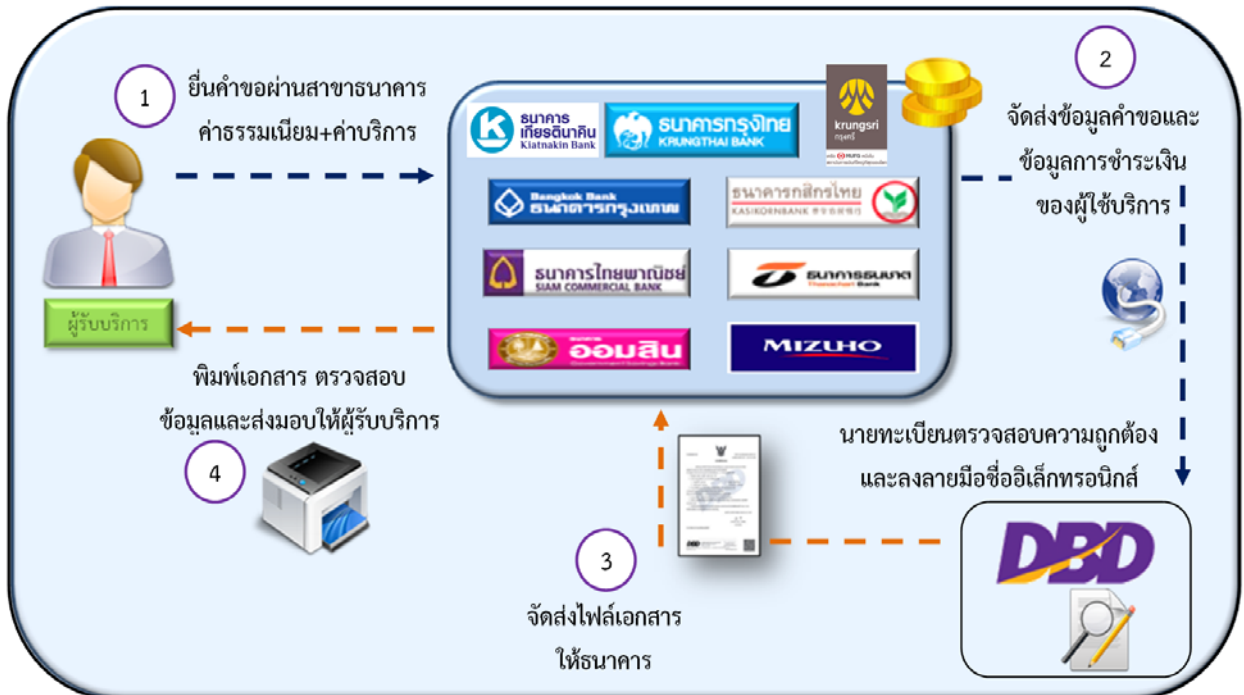 1
ยื่นคำขอผ่านสาขาธนาคาร
ค่าธรรมเนียม+ค่าบริการ
ผู้รับบริการ
ธนาคาร
เกียรตินาคิน
Kiatnakin Bank
ธนาคารกรุงไทย
KRUNGTHAI BANK
krungsri
กรุงศรี
Bangkok Bank
ธนาคารกรุงเทพ
ธนาคารกสิกรไทย
KASIKORNBANK
ธนาคารไทยพาณิชย์
SIAM COMMERCIAL BANK
ธนาคารธนชาต
Thanachart Bank
ธนาคาร
ออมสิน
Government Savings Bank
MIZUHO
2
จัดส่งข้อมูลคำขอและ
ข้อมูลการชำระเงิน
ของผู้ใช้บริการ
นายทะเบียนตรวจสอบความถูกต้อง
และลงลายมือชื่ออิเล็กทรอนิกส์
DBD
3
จัดส่งไฟล์เอกสาร
ให้ธนาคาร
พิมพ์เอกสาร ตรวจสอบ
ข้อมูลและส่งมอบให้ผู้รับบริการ
4